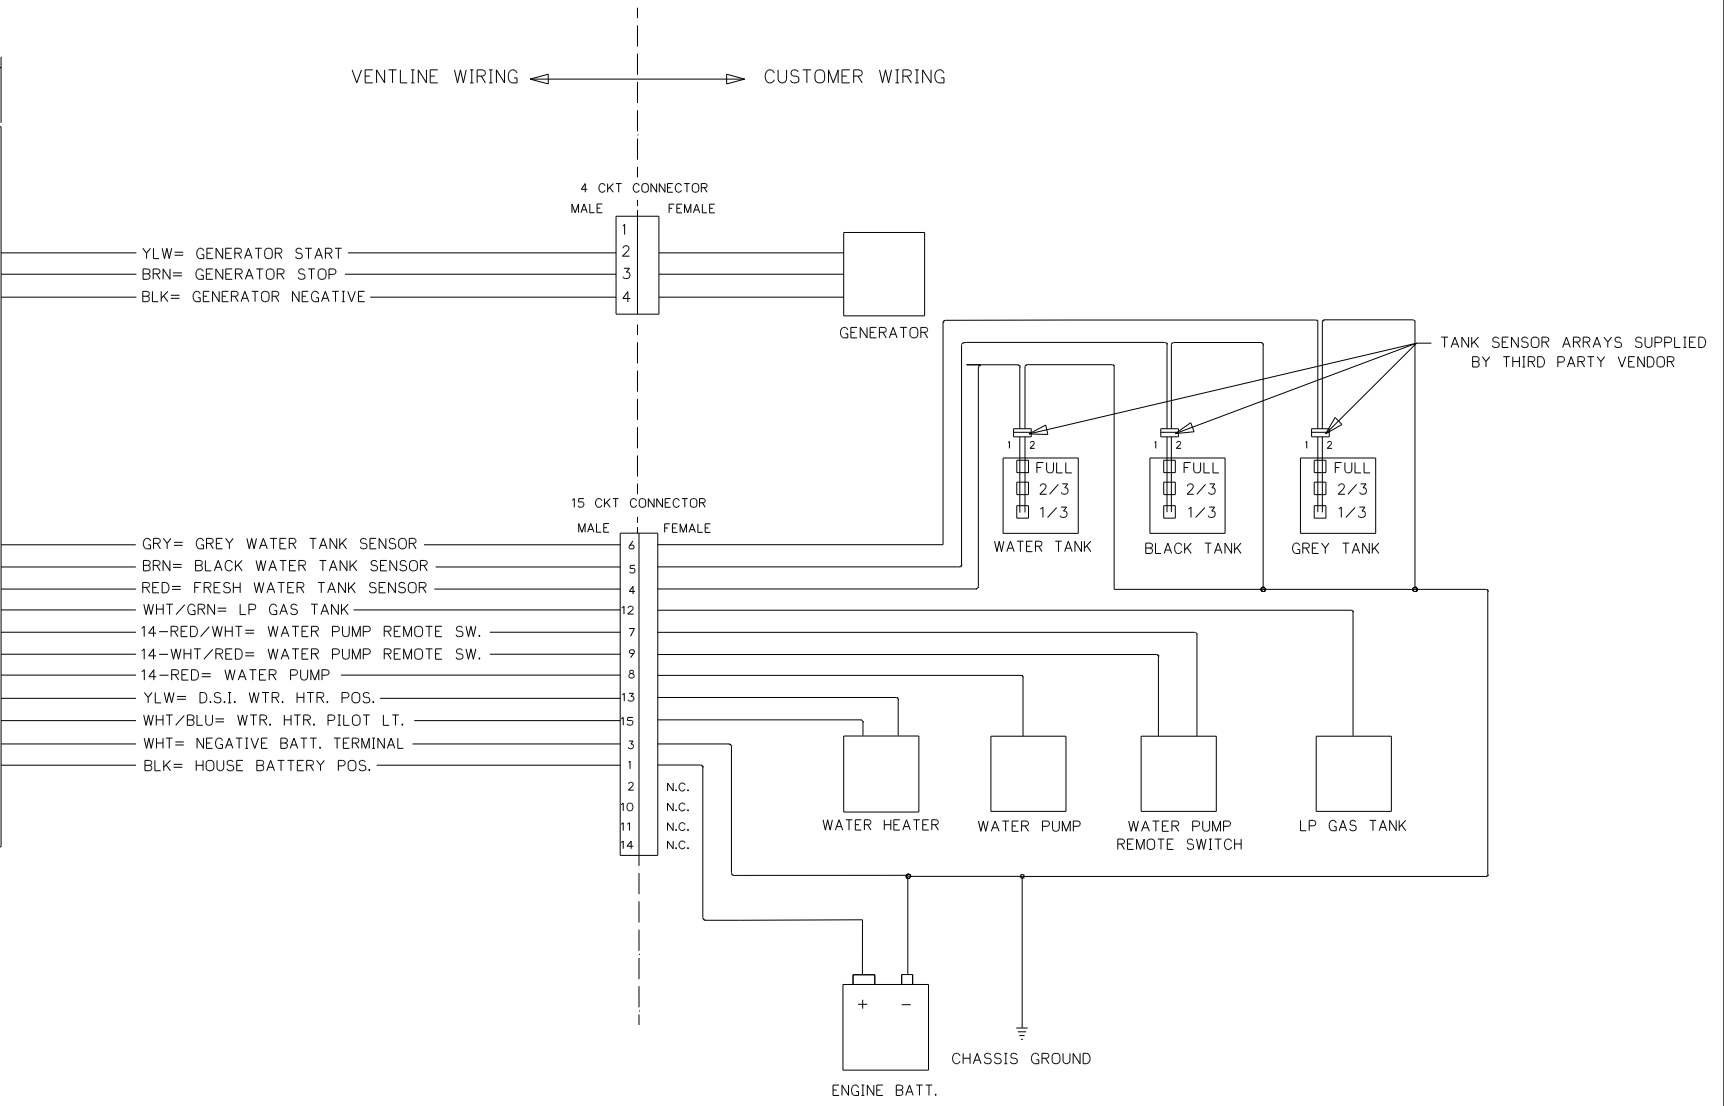 VENTLINE WIRING
CUSTOMER WIRING
4 CKT CONNECTOR
MALE
FEMALE
1
YLW= GENERATOR START
2
BRN= GENERATOR STOP
3
BLK= GENERATOR NEGATIVE
4
GENERATOR
TANK SENSOR ARRAYS SUPPLIED
BY THIRD PARTY VENDOR
1 2
1 2
1 2
FULL
2/3
1/3
WATER TANK
FULL
2/3
1/3
BLACK TANK
FULL
2/3
1/3
GREY TANK
15 CKT CONNECTOR
MALE
FEMALE
GRY= GREY WATER TANK SENSOR
6
BRN= BLACK WATER TANK SENSOR
5
RED= FRESH WATER TANK SENSOR
4
WHT/GRN= LP GAS TANK
12
14-RED/WHT= WATER PUMP REMOTE SW.
7
14-WHT/RED= WATER PUMP REMOTE SW.
9
14-RED= WATER PUMP
8
YLW= D.S.I. WTR. HTR. POS.
13
WHT/BLU= WTR. HTR. PILOT LT.
15
WHT= NEGATIVE BATT. TERMINAL
3
BLK= HOUSE BATTERY POS.
1
2 N.C.
10 N.C.
11 N.C.
14 N.C.
WATER HEATER
WATER PUMP
WATER PUMP
REMOTE SWITCH
LP GAS TANK
+ −
ENGINE BATT.
CHASSIS GROUND